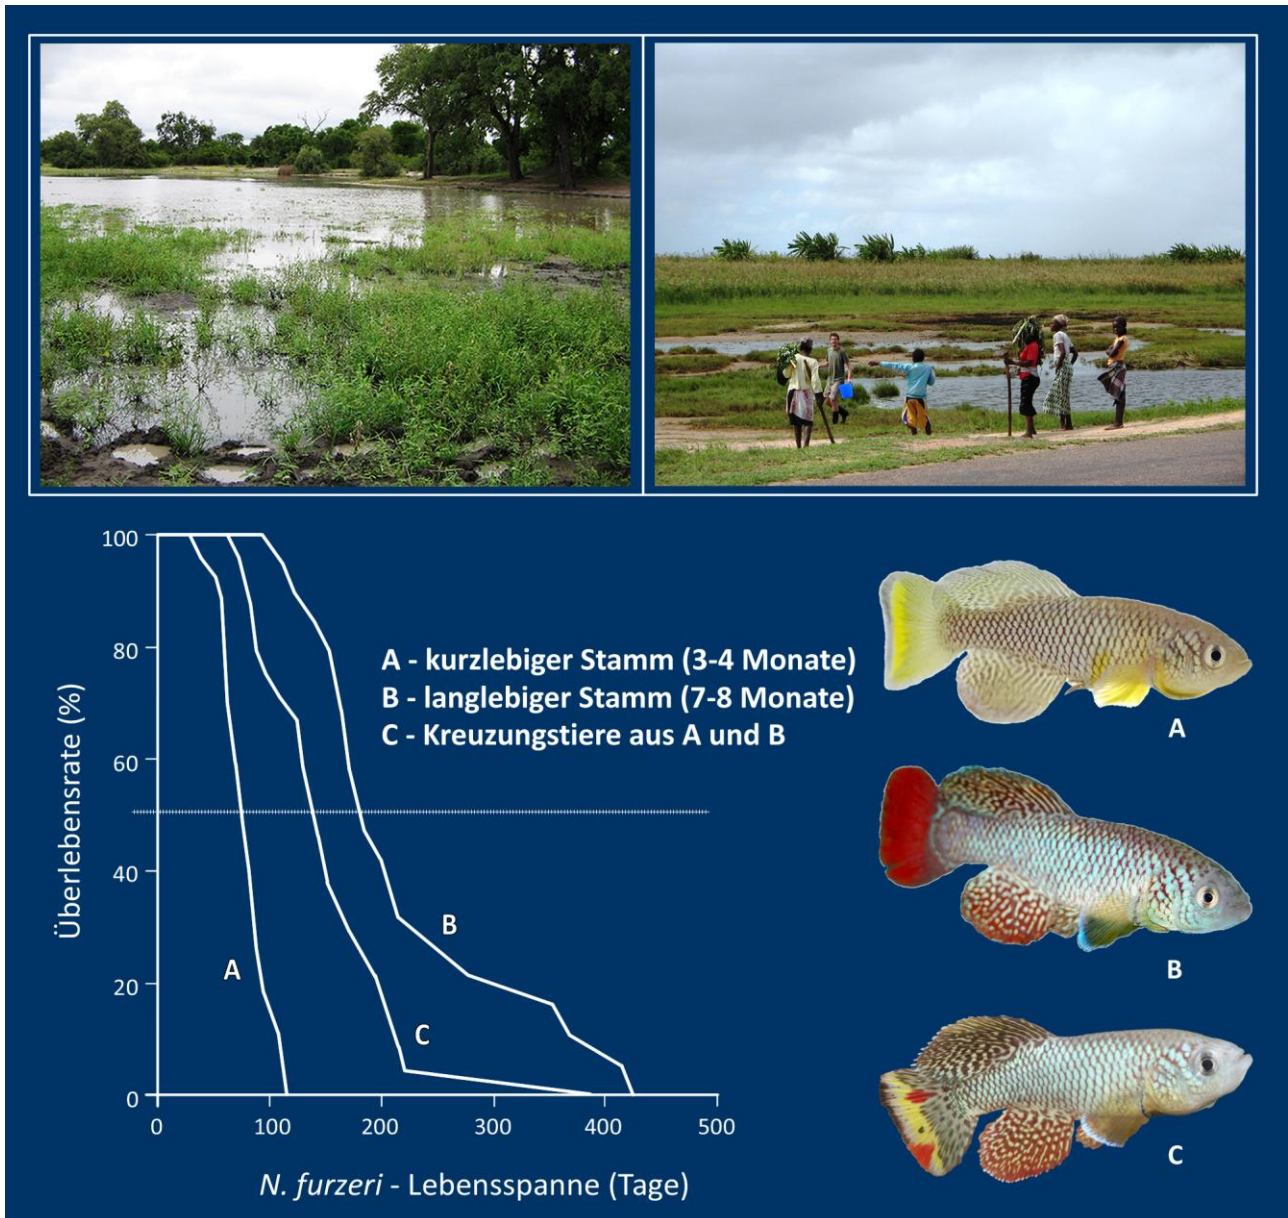 100
80
60
40
20
0
Überlebensrate (%)
A - kurzlebiger Stamm (3-4 Monate)
B - langlebiger Stamm (7-8 Monate)
C - Kreuzungstiere aus A und B
A
B
C
0 100 200 300 400 500
N. furzeri - Lebensspanne (Tage)
A
B
C